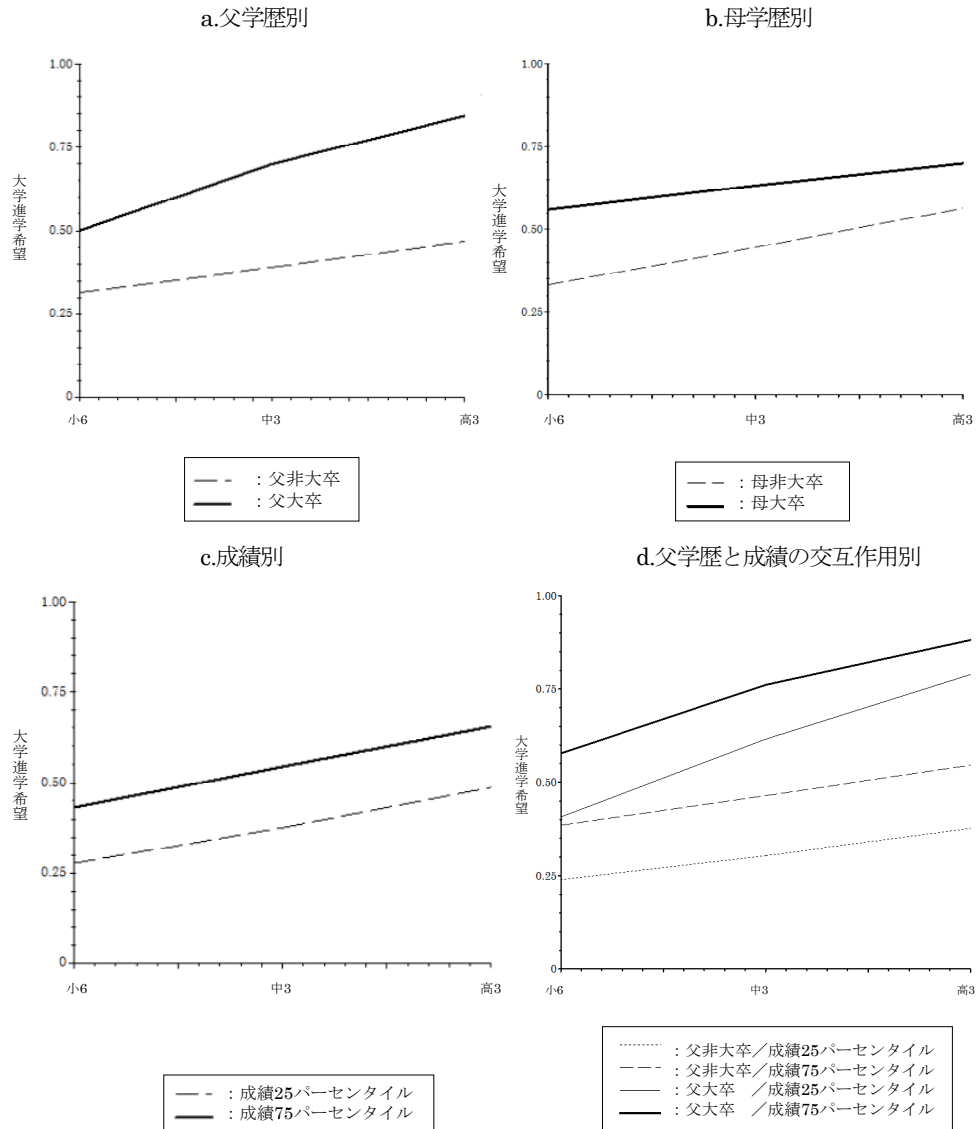 a.父学歴別
1.00
0.75
0.50
0.25
0
大学進学希望
小6 中3 高3
：父非大卒
：父大卒
b.母学歴別
1.00
0.75
0.50
0.25
0
大学進学希望
小6 中3 高3
：母非大卒
：母大卒
c.成績別
1.00
0.75
0.50
0.25
0
大学進学希望
小6 中3 高3
：成績25パーセンタイル
：成績75パーセンタイル
d.父学歴と成績の交互作用別
1.00
0.75
0.50
0.25
0
大学進学希望
小6 中3 高3
：父非大卒／成績25パーセンタイル
：父非大卒／成績75パーセンタイル
：父大卒　／成績25パーセンタイル
：父大卒　／成績75パーセンタイル